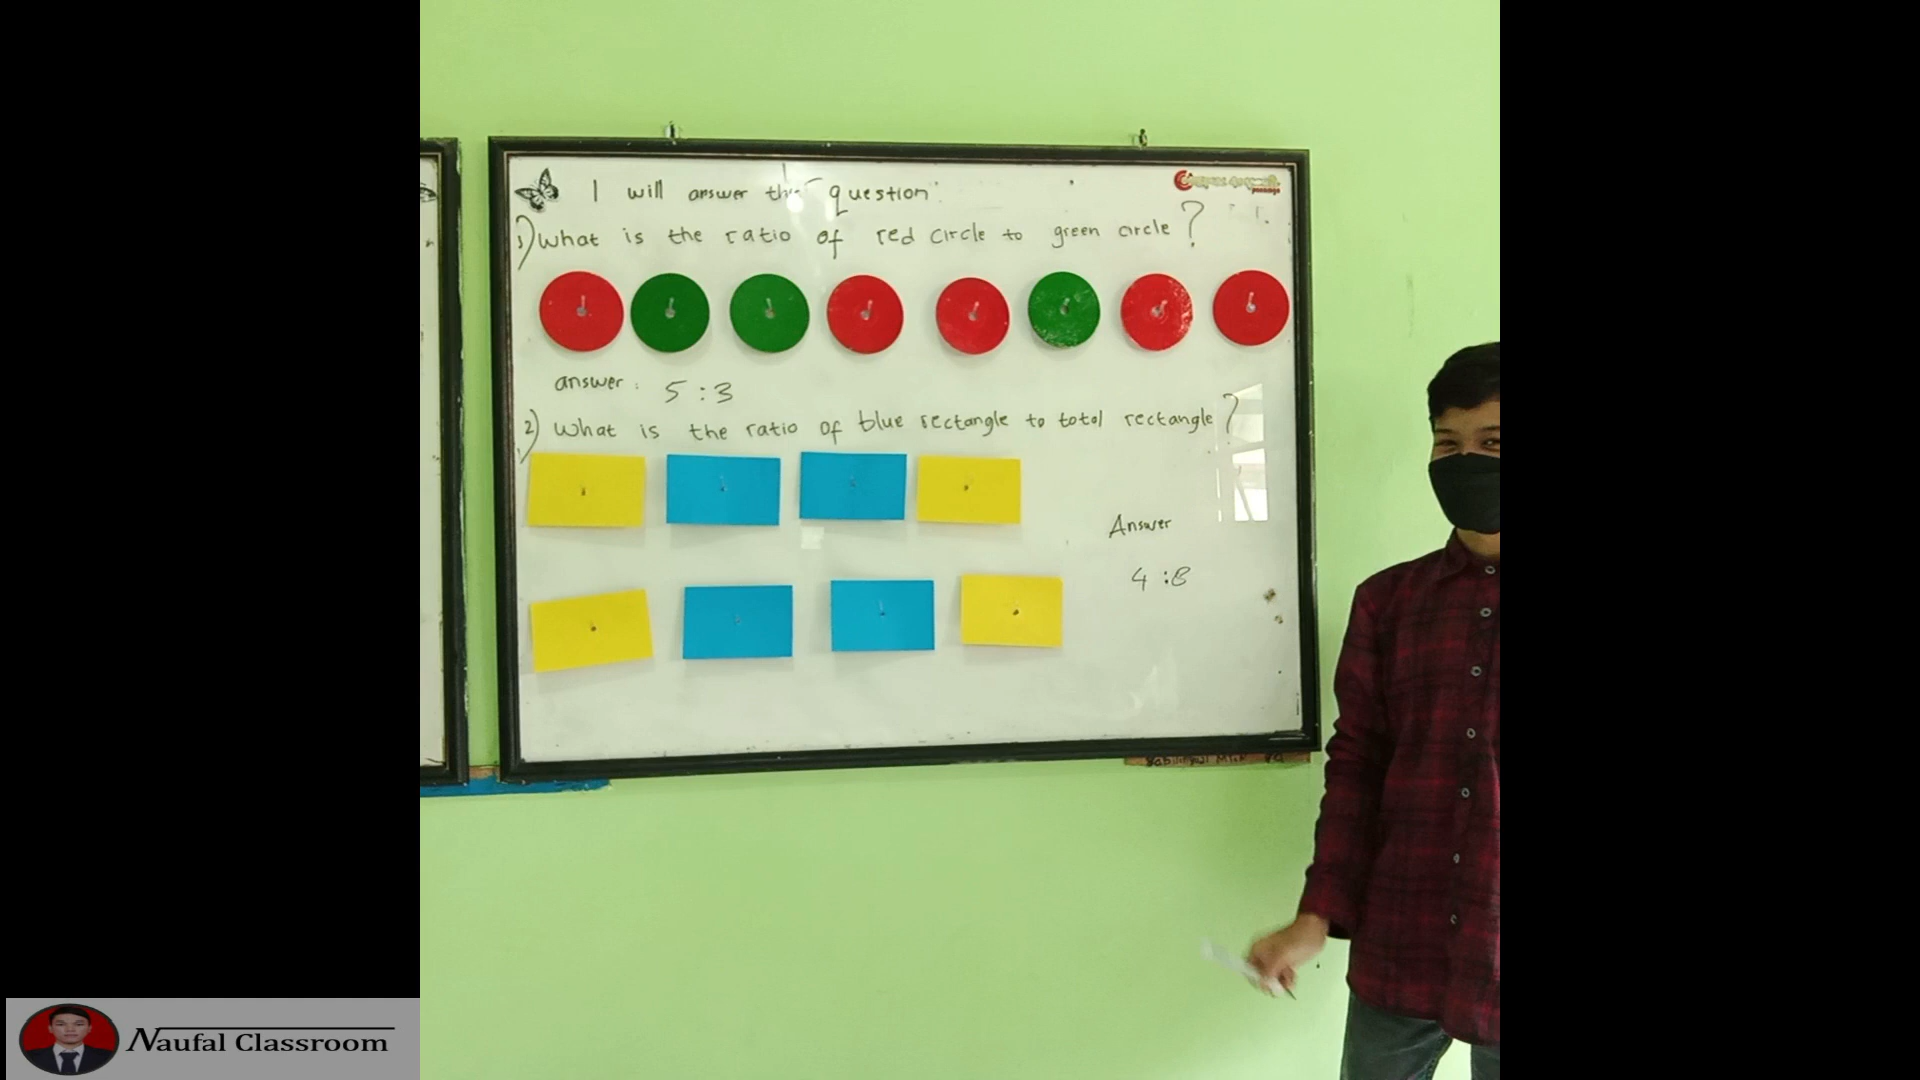 I will answer this question:
1) What is the ratio of red circle to green circle?
answer: 5 : 3
2) What is the ratio of blue rectangle to total rectangle?
Answer
4 : 8
Naufal Classroom